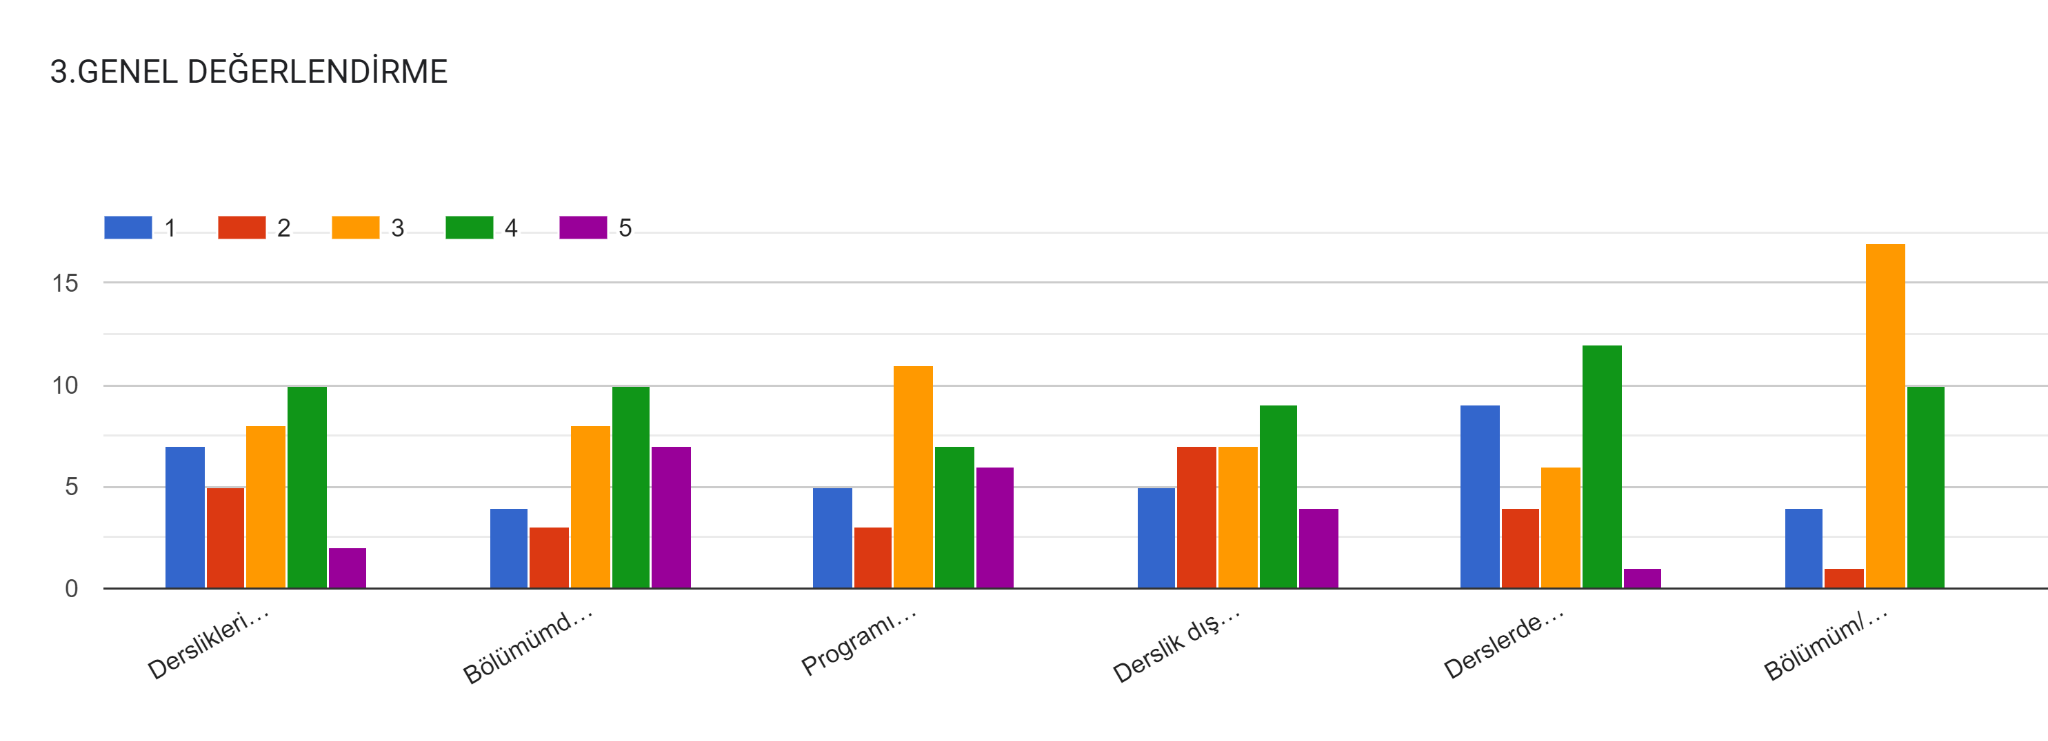 3.GENEL DEĞERLENDİRME
1 2 3 4 5
15
10
5
0
Derslikleri…
Bölümümd…
Programı…
Derslik dış…
Derslerde…
Bölümüm/…